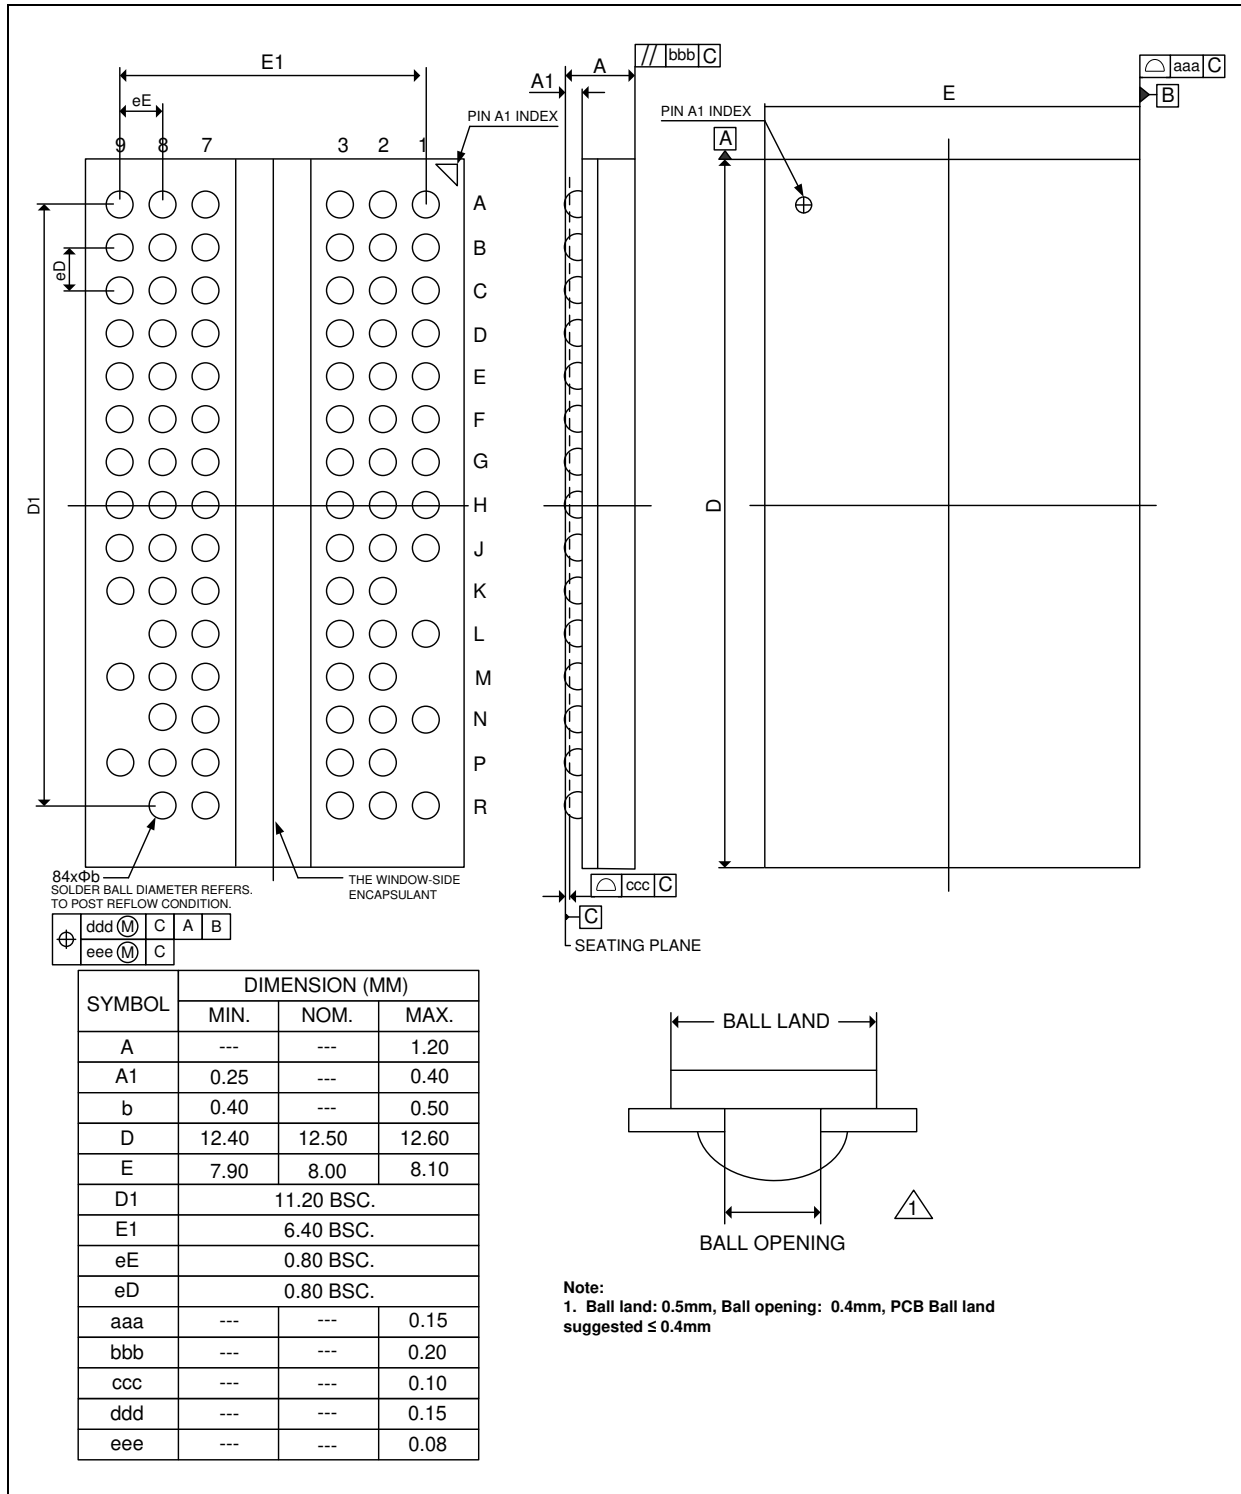 E1
eE
9 8 7 3 2 1
PIN A1 INDEX
A
B
C
D
E
F
G
H
J
K
L
M
N
P
R
eD
D1
84xΦb
SOLDER BALL DIAMETER REFERS.
TO POST REFLOW CONDITION.
⌖ ddd Ⓜ C A B
eee Ⓜ C
THE WINDOW-SIDE
ENCAPSULANT
A
A1
// bbb C
ccc C
C
SEATING PLANE
aaa C
B
E
PIN A1 INDEX
A
D
SYMBOL DIMENSION (MM)
MIN. NOM. MAX.
A --- --- 1.20
A1 0.25 --- 0.40
b 0.40 --- 0.50
D 12.40 12.50 12.60
E 7.90 8.00 8.10
D1 11.20 BSC.
E1 6.40 BSC.
eE 0.80 BSC.
eD 0.80 BSC.
aaa --- --- 0.15
bbb --- --- 0.20
ccc --- --- 0.10
ddd --- --- 0.15
eee --- --- 0.08
BALL LAND
1
BALL OPENING
Note:
1. Ball land: 0.5mm, Ball opening: 0.4mm, PCB Ball land
suggested ≤ 0.4mm